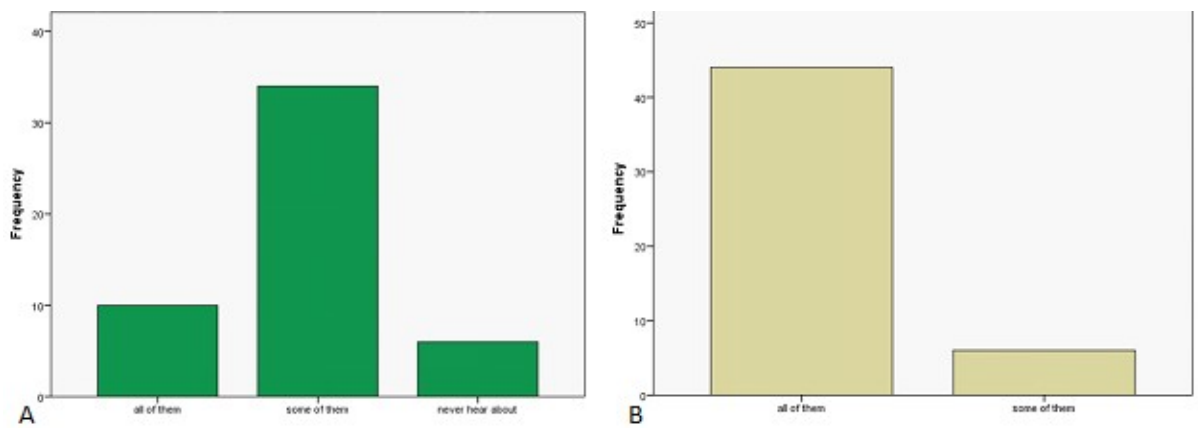 40
30
20
10
0
Frequency
all of them
some of them
never hear about
A
50
40
30
20
10
0
Frequency
all of them
some of them
B